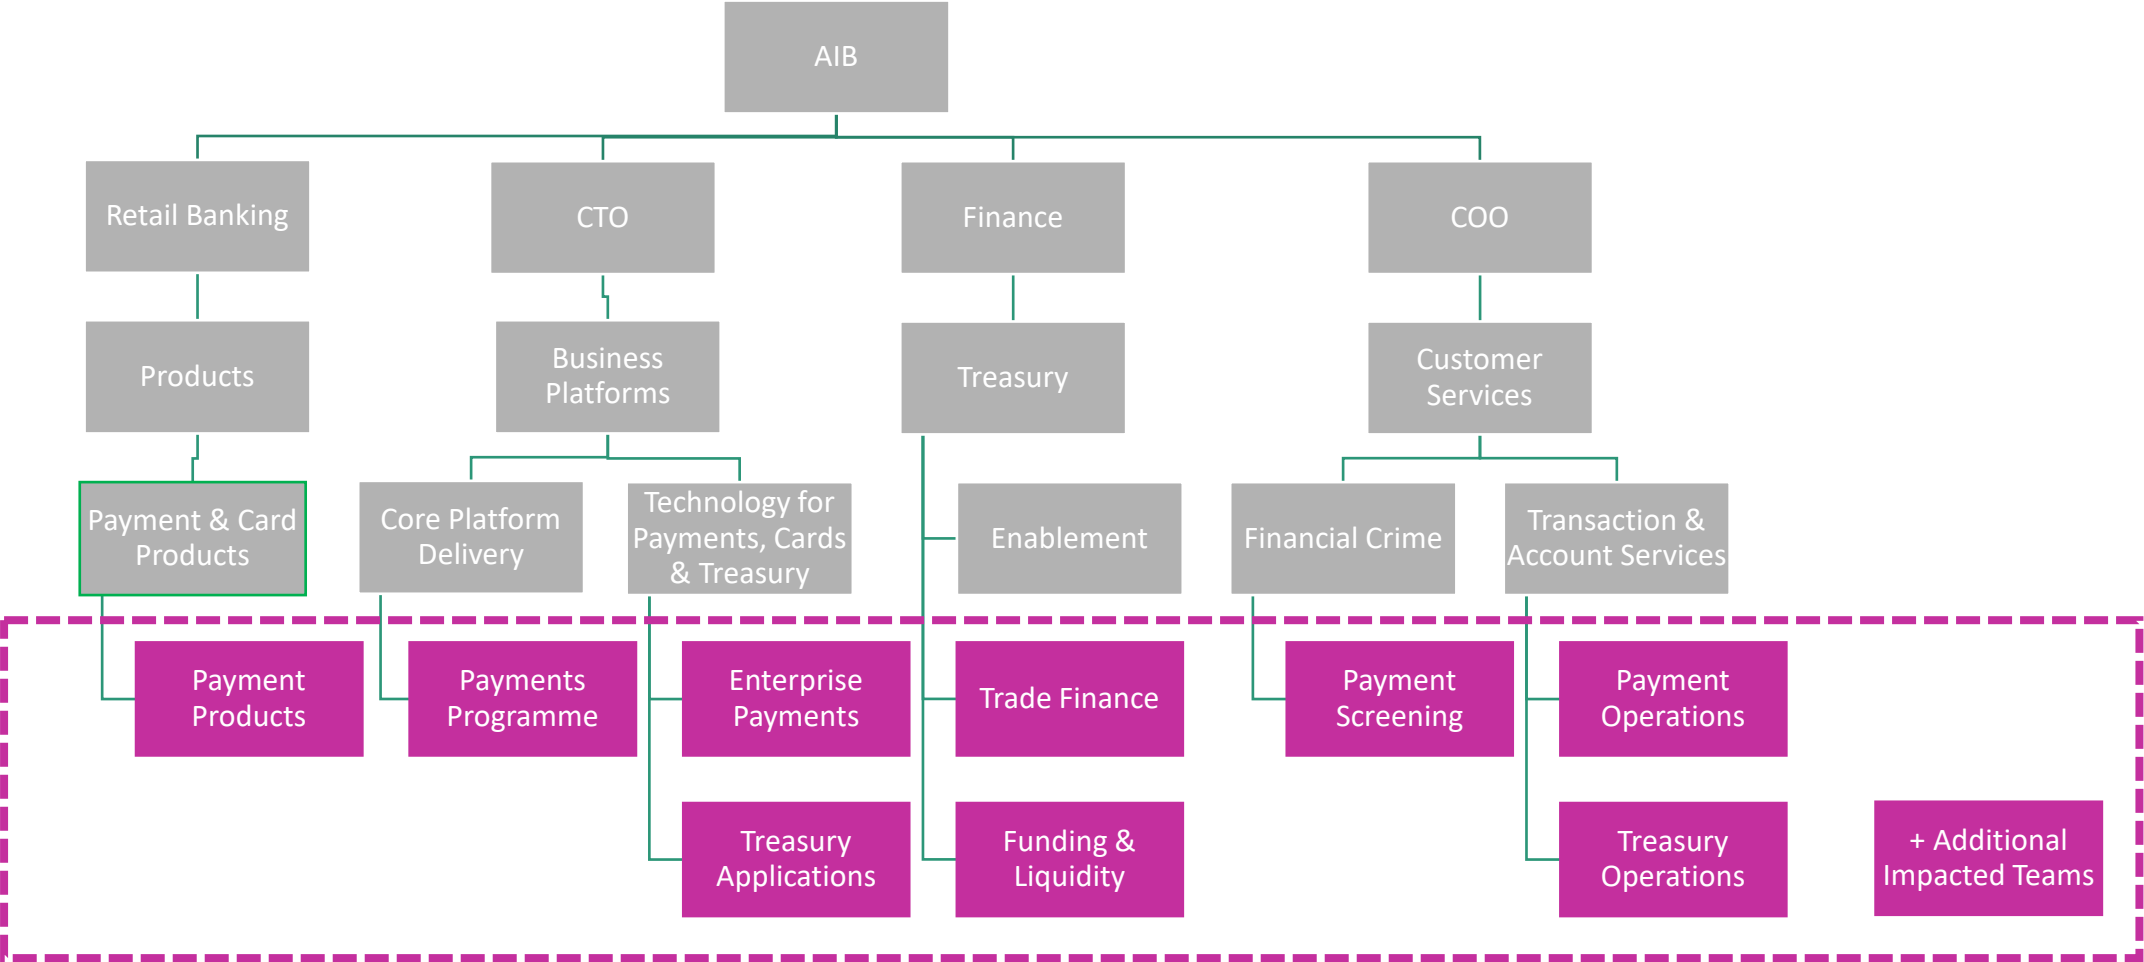 AIB
Retail Banking
CTO
Finance
COO
Products
Business
Platforms
Treasury
Customer
Services
Payment & Card
Products
Core Platform
Delivery
Technology for
Payments, Cards
& Treasury
Enablement
Financial Crime
Transaction &
Account Services
Payment
Products
Payments
Programme
Enterprise
Payments
Trade Finance
Payment
Screening
Payment
Operations
Treasury
Applications
Funding &
Liquidity
Treasury
Operations
+ Additional
Impacted Teams